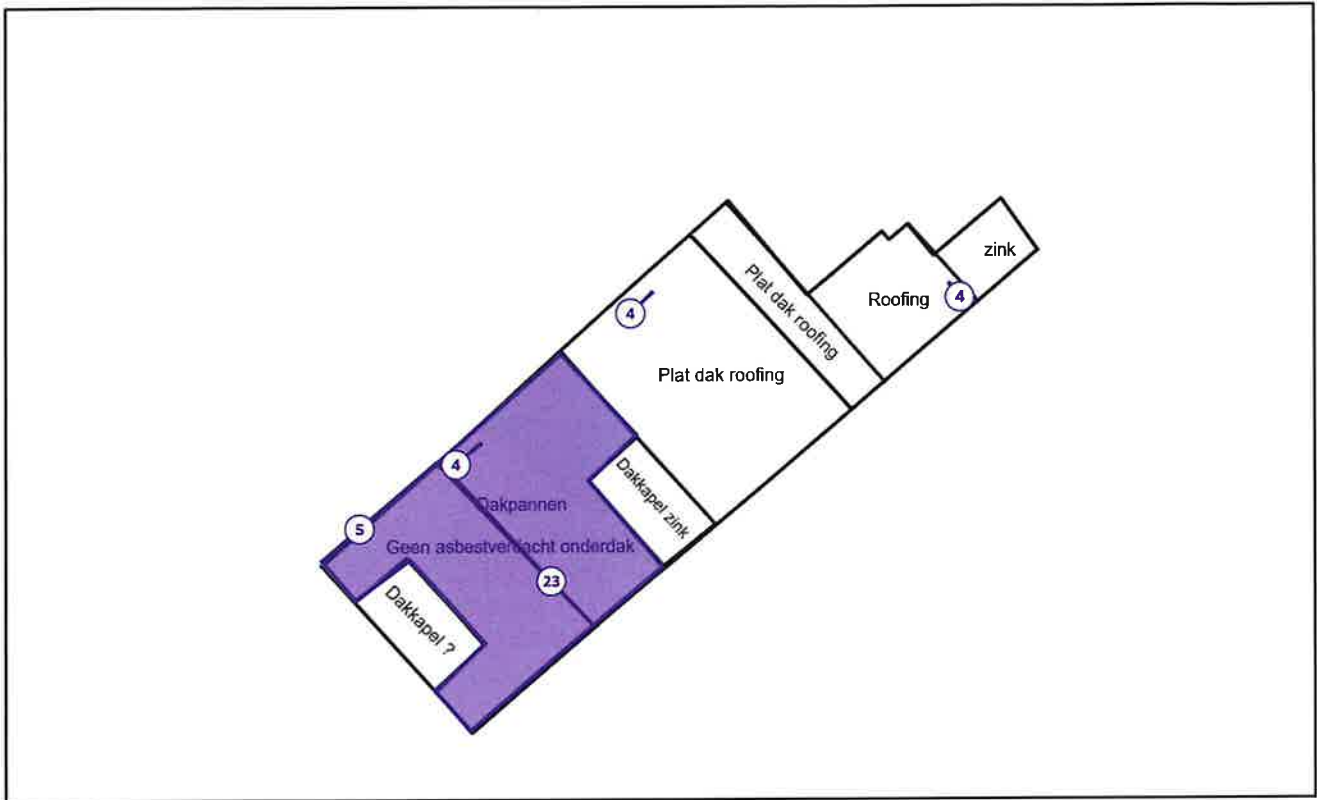 zink
Plat dak roofing
Roofing
4
4
Plat dak roofing
4
Dakkapel zink
Dakpannen
S
Geen asbestverdacht onderdak
23
Dakkapel ?